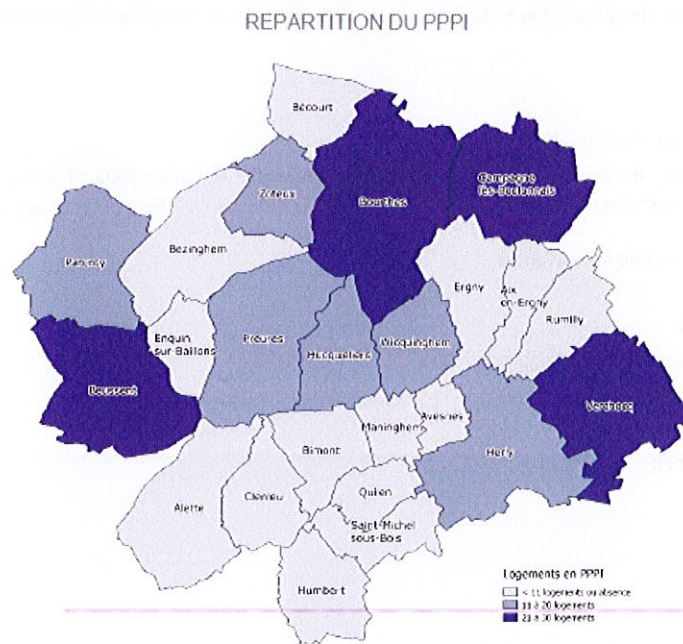 REPARTITION DU PPPI
Bécourt
Zoteux
Bourthes
Campagne
lès-Boulonnais
Parenty
Bezinghem
Ergny
Aix
en-Ergny
Rumilly
Enquin
sur-Baillons
Preures
Hucqueliers
Wicquinghem
Beussent
Verchocq
Avesnes
Maninghem
Herly
Bimont
Alette
Clenleu
Quilen
Saint-Michel
sous-Bois
Humbert
Logements en PPPI
< 11 logements ou absence
11 à 20 logements
21 à 30 logements